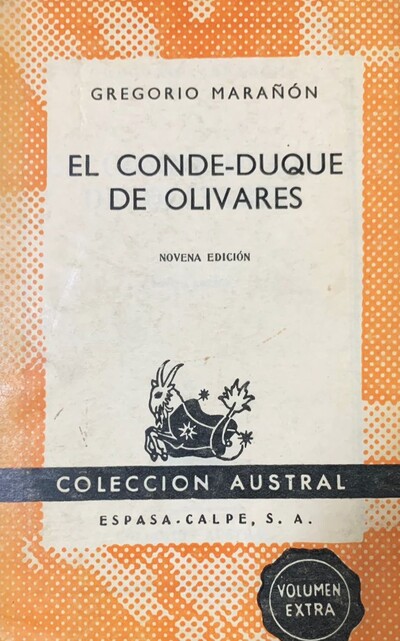 GREGORIO MARAÑÓN
EL CONDE-DUQUE
DE OLIVARES
NOVENA EDICIÓN
COLECCION AUSTRAL
ESPASA-CALPE, S. A.
VOLUMEN
EXTRA